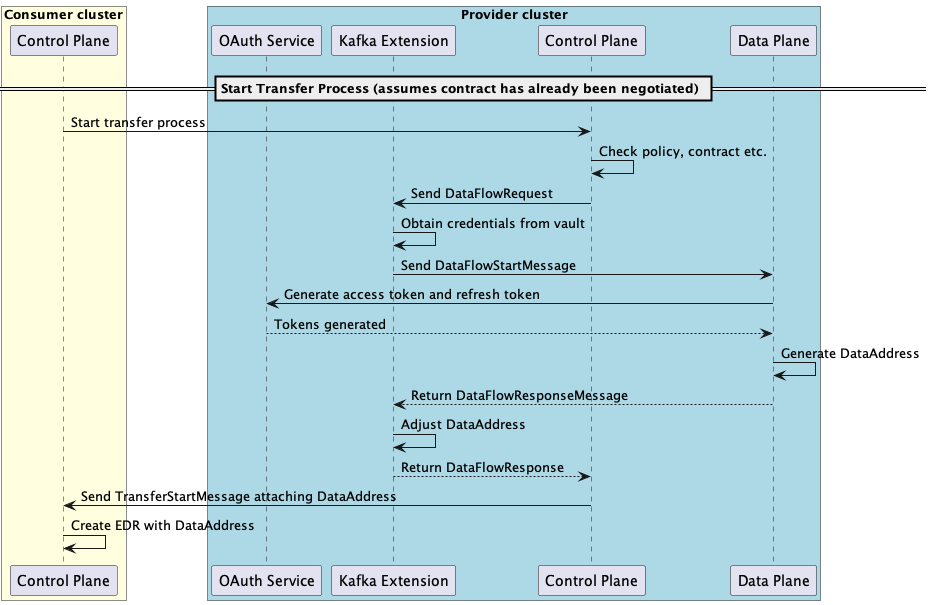 Consumer cluster
Provider cluster
Control Plane
OAuth Service
Kafka Extension
Control Plane
Data Plane
Start Transfer Process (assumes contract has already been negotiated)
Start transfer process
Check policy, contract etc.
Send DataFlowRequest
Obtain credentials from vault
Send DataFlowStartMessage
Generate access token and refresh token
Tokens generated
Generate DataAddress
Return DataFlowResponseMessage
Adjust DataAddress
Return DataFlowResponse
Send TransferStartMessage attaching DataAddress
Create EDR with DataAddress
Control Plane
OAuth Service
Kafka Extension
Control Plane
Data Plane